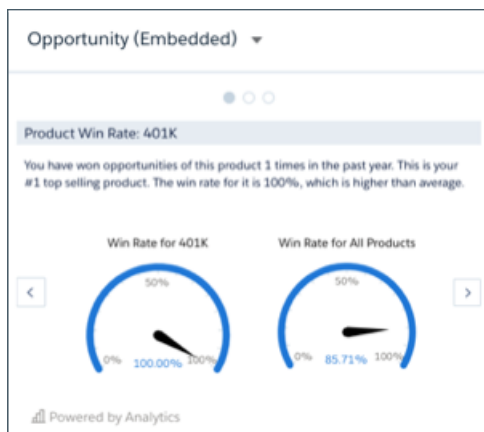 Opportunity (Embedded)
Product Win Rate: 401K
You have won opportunities of this product 1 times in the past year. This is your
#1 top selling product. The win rate for it is 100%, which is higher than average.
Win Rate for 401K
50%
0%
100.00%
100%
Win Rate for All Products
50%
0%
85.71%
100%
Powered by Analytics